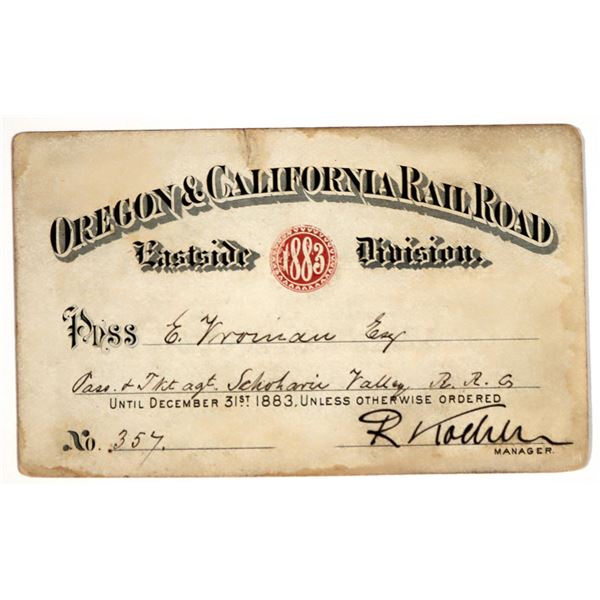 OREGON & CALIFORNIA RAIL ROAD
Eastside 1883 Division.
Pass E. Vroman Esq
Pass. & Tkt agt. Schoharie Valley R. R. Co
UNTIL DECEMBER 31ST 1883, UNLESS OTHERWISE ORDERED
No. 357. R Koehler
MANAGER.